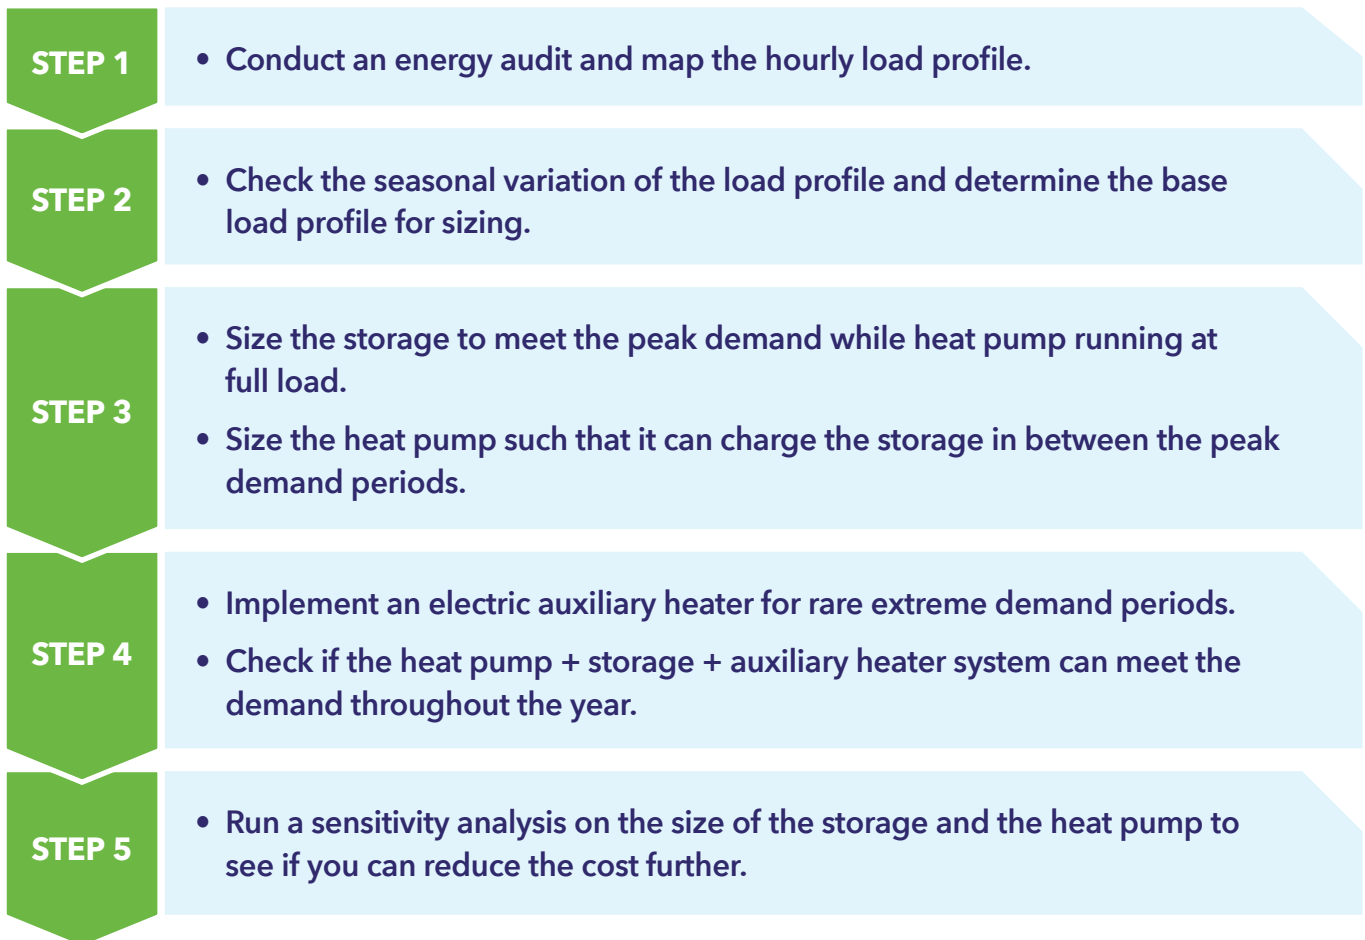 STEP 1
• Conduct an energy audit and map the hourly load profile.
STEP 2
• Check the seasonal variation of the load profile and determine the base
load profile for sizing.
STEP 3
• Size the storage to meet the peak demand while heat pump running at
full load.
• Size the heat pump such that it can charge the storage in between the peak
demand periods.
STEP 4
• Implement an electric auxiliary heater for rare extreme demand periods.
• Check if the heat pump + storage + auxiliary heater system can meet the
demand throughout the year.
STEP 5
• Run a sensitivity analysis on the size of the storage and the heat pump to
see if you can reduce the cost further.